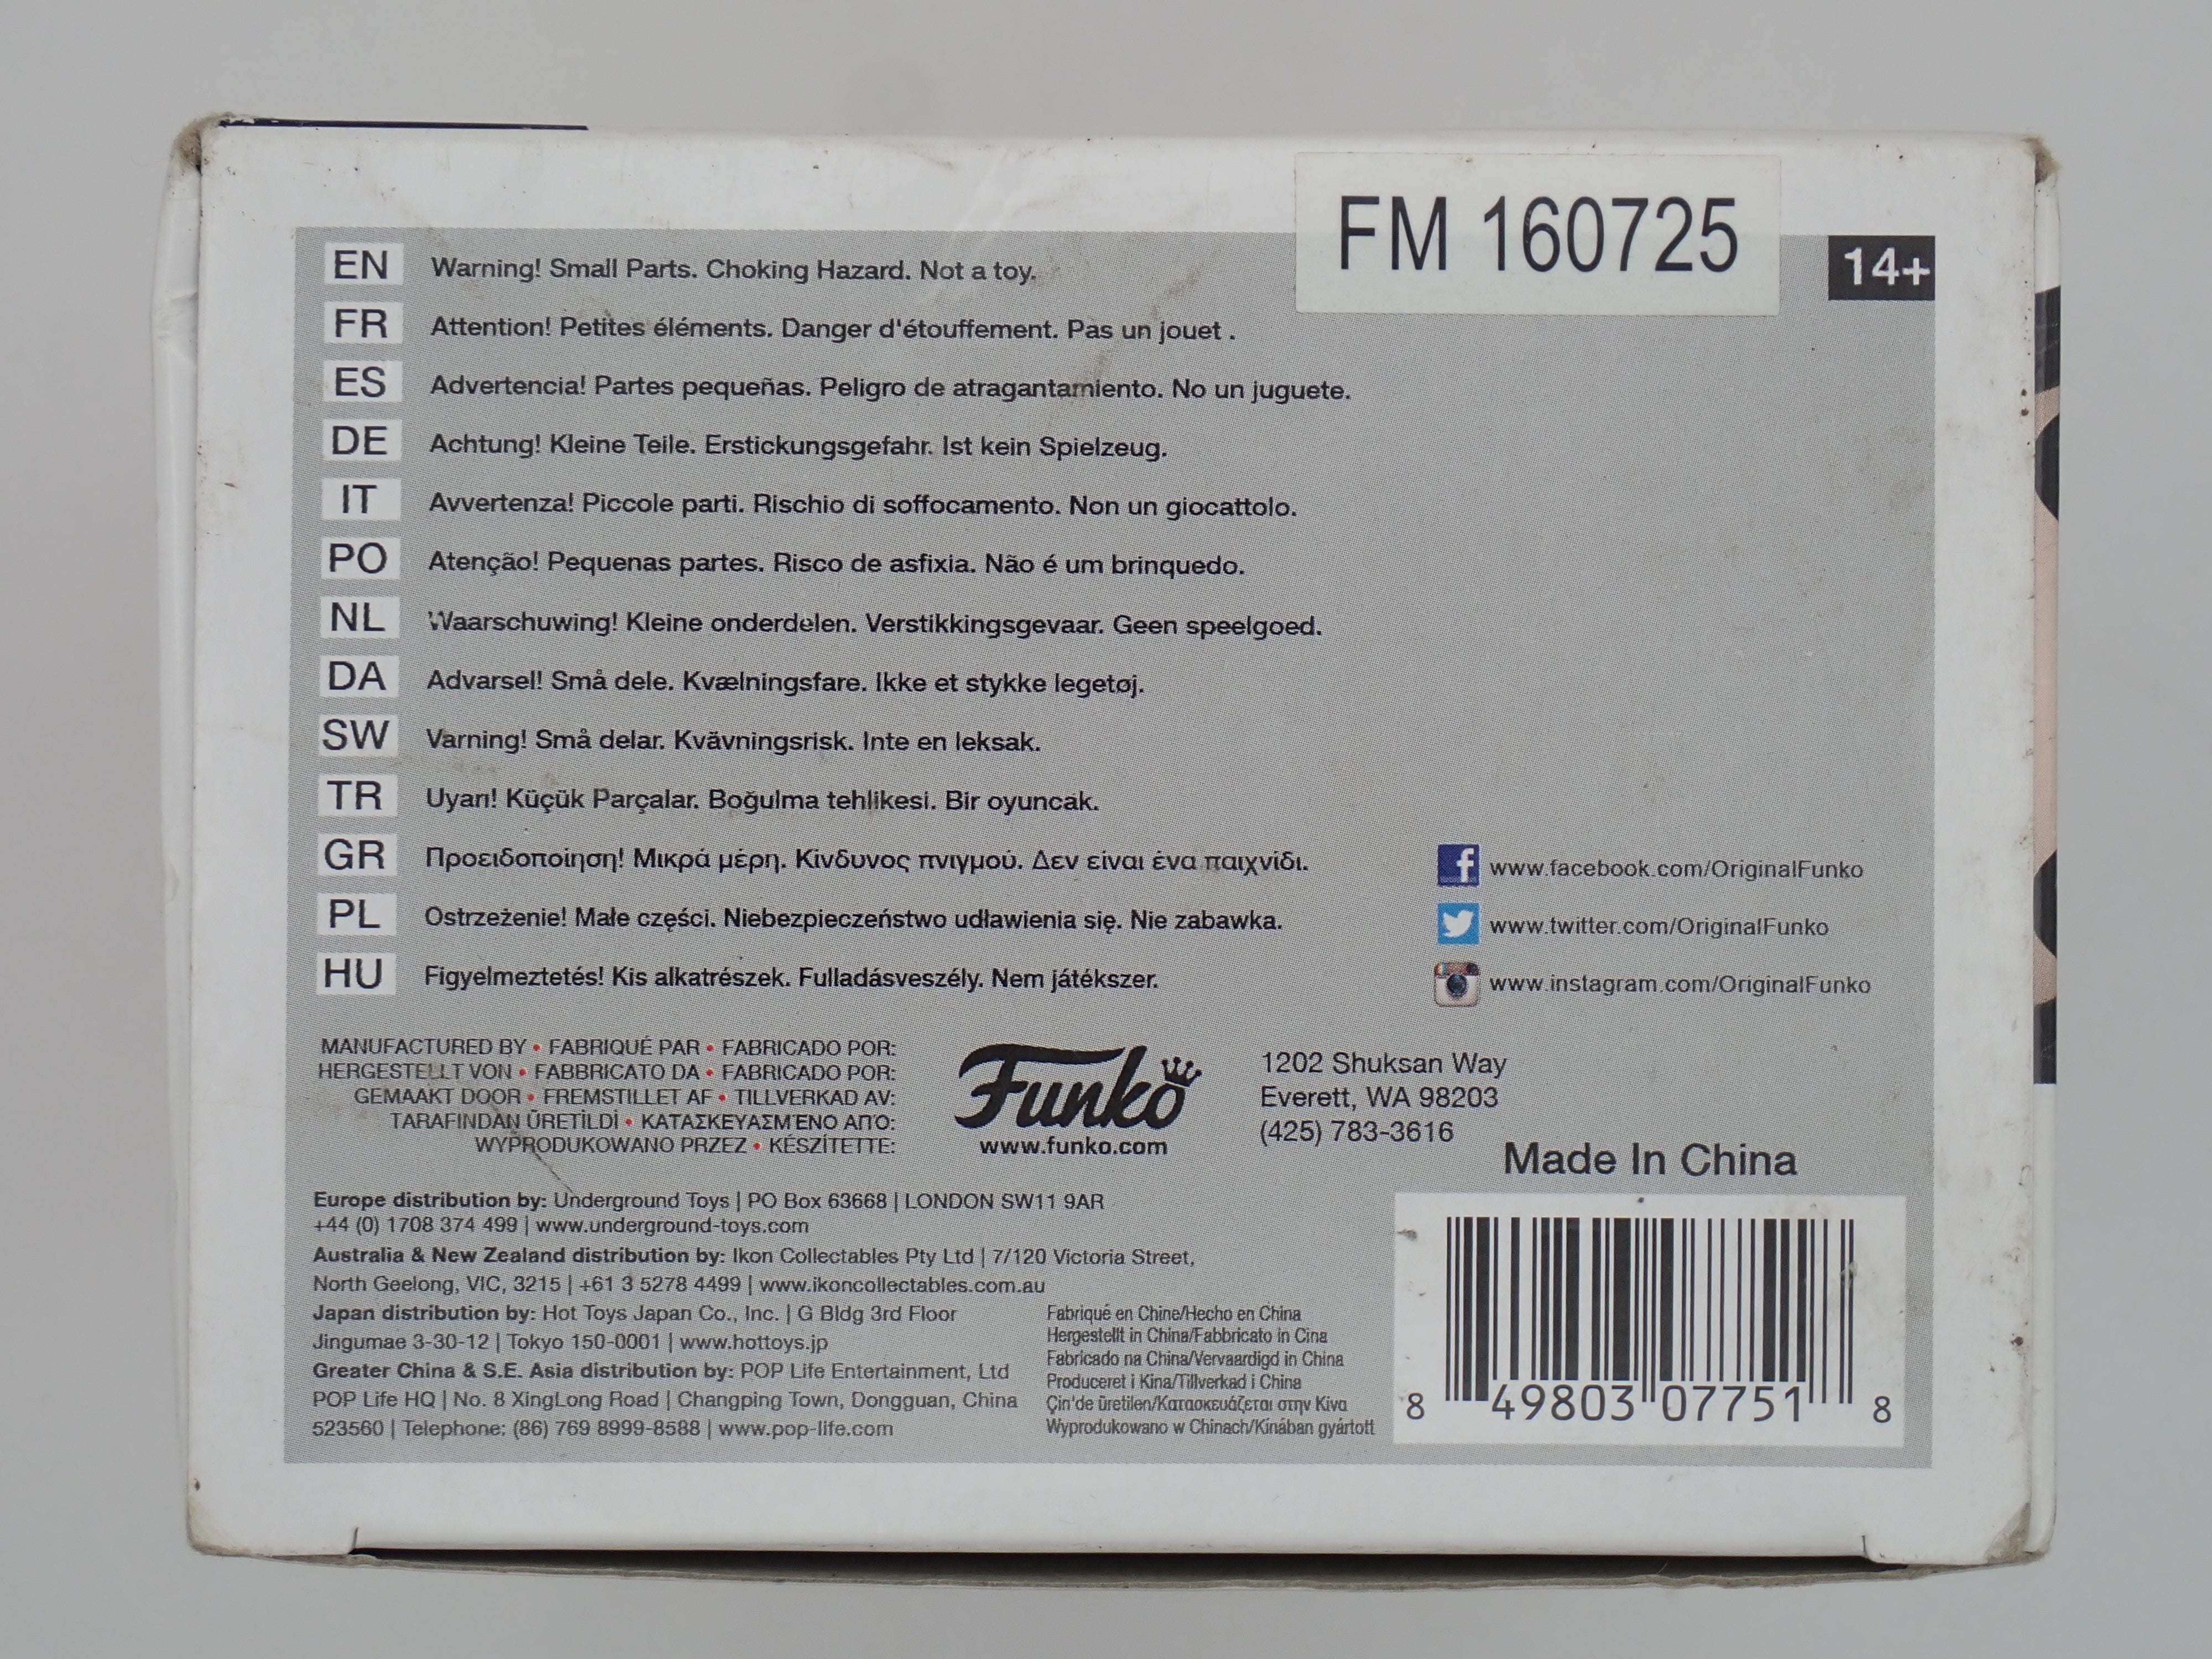 FM 160725
14+
EN Warning! Small Parts. Choking Hazard. Not a toy.
FR Attention! Petites éléments. Danger d'étouffement. Pas un jouet .
ES Advertencia! Partes pequeñas. Peligro de atragantamiento. No un juguete.
DE Achtung! Kleine Teile. Erstickungsgefahr. Ist kein Spielzeug.
IT Avvertenza! Piccole parti. Rischio di soffocamento. Non un giocattolo.
PO Atenção! Pequenas partes. Risco de asfixia. Não é um brinquedo.
NL Waarschuwing! Kleine onderdelen. Verstikkingsgevaar. Geen speelgoed.
DA Advarsel! Små dele. Kvælningsfare. Ikke et stykke legetøj.
SW Varning! Små delar. Kvävningsrisk. Inte en leksak.
TR Uyarı! Küçük Parçalar. Boğulma tehlikesi. Bir oyuncak.
GR Προειδοποίηση! Μικρά μέρη. Κίνδυνος πνιγμού. Δεν είναι ένα παιχνίδι.
PL Ostrzeżenie! Małe części. Niebezpieczeństwo udławienia się. Nie zabawka.
HU Figyelmeztetés! Kis alkatrészek. Fulladásveszély. Nem játékszer.
www.facebook.com/OriginalFunko
www.twitter.com/OriginalFunko
www.instagram.com/OriginalFunko
MANUFACTURED BY • FABRIQUÉ PAR • FABRICADO POR:
HERGESTELLT VON • FABBRICATO DA • FABRICADO POR:
GEMAAKT DOOR • FREMSTILLET AF • TILLVERKAD AV:
TARAFINDAN ÜRETİLDİ • ΚΑΤΑΣΚΕΥΑΣΜΈΝΟ ΑΠΌ:
WYPRODUKOWANO PRZEZ • KÉSZÍTETTE:
Funko
www.funko.com
1202 Shuksan Way
Everett, WA 98203
(425) 783-3616
Made In China
Europe distribution by: Underground Toys | PO Box 63668 | LONDON SW11 9AR
+44 (0) 1708 374 499 | www.underground-toys.com
Australia & New Zealand distribution by: Ikon Collectables Pty Ltd | 7/120 Victoria Street,
North Geelong, VIC, 3215 | +61 3 5278 4499 | www.ikoncollectables.com.au
Japan distribution by: Hot Toys Japan Co., Inc. | G Bldg 3rd Floor
Jingumae 3-30-12 | Tokyo 150-0001 | www.hottoys.jp
Greater China & S.E. Asia distribution by: POP Life Entertainment, Ltd
POP Life HQ | No. 8 XingLong Road | Changping Town, Dongguan, China
523560 | Telephone: (86) 769 8999-8588 | www.pop-life.com
Fabriqué en Chine/Hecho en China
Hergestellt in China/Fabbricato in Cina
Fabricado na China/Vervaardigd in China
Produceret i Kina/Tillverkad i China
Çin'de üretilen/Κατασκευάζεται στην Κίνα
Wyprodukowano w Chinach/Kínában gyártott
8 49803 07751 8